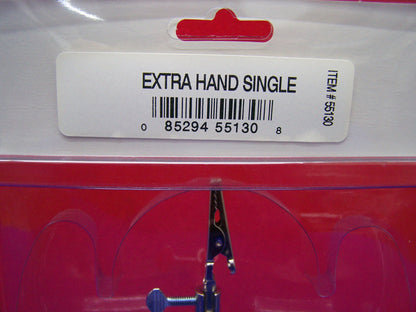 EXTRA HAND SINGLE
0 85294 55130 8
ITEM # 55130